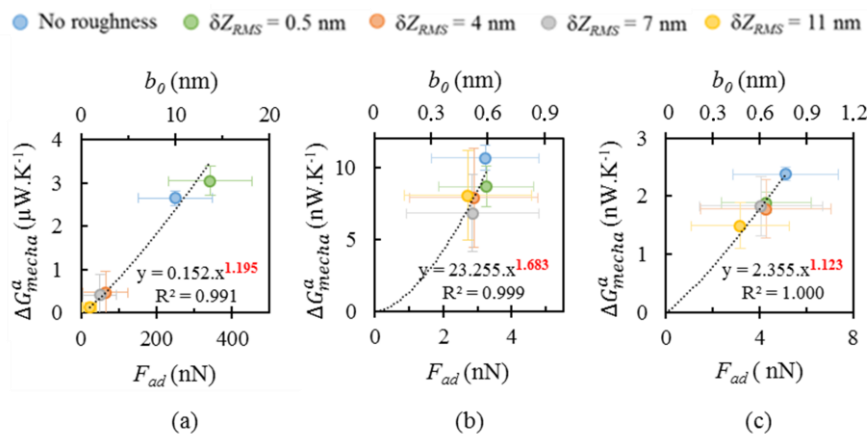 No roughness δZRMS = 0.5 nm δZRMS = 4 nm δZRMS = 7 nm δZRMS = 11 nm
b0 (nm) b0 (nm) b0 (nm)
0 10 20 0 0.3 0.6 0.9 0 0.3 0.6 0.9 1.2
4 10 3
3 2
2 5 1
1
0 0 0
ΔGᵃmecha (μW.K⁻¹) ΔGᵃmecha (nW.K⁻¹) ΔGᵃmecha (nW.K⁻¹)
y = 0.152.x^1.195 y = 23.255.x^1.683 y = 2.355.x^1.123
R² = 0.991 R² = 0.999 R² = 1.000
0 200 400 0 2 4 0 4 8
Fad (nN) Fad (nN) Fad ( nN)
(a) (b) (c)